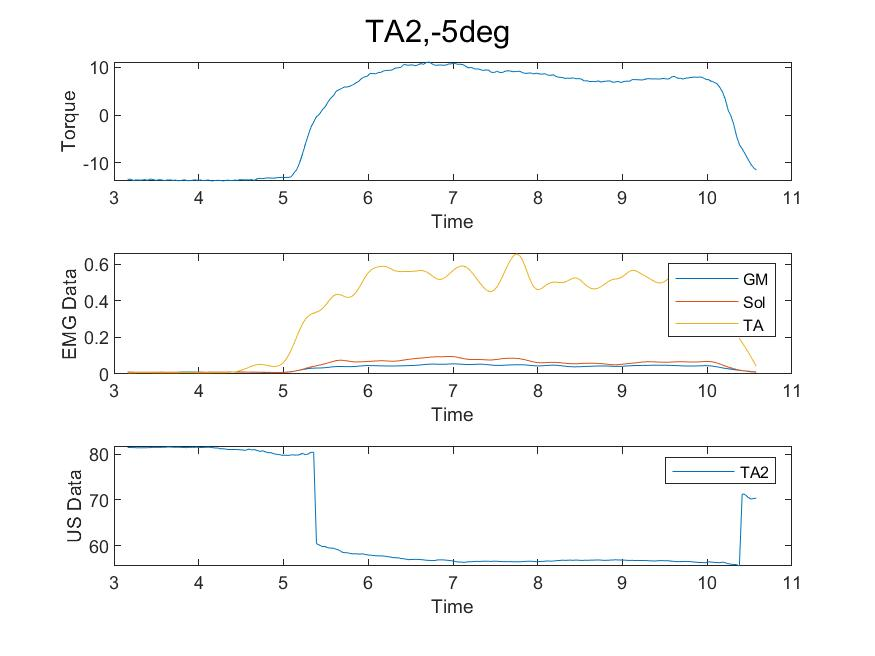 TA2,-5deg
10
0
-10
Torque
3 4 5 6 7 8 9 10 11
Time
0.6
0.4
0.2
0
EMG Data
GM
Sol
TA
3 4 5 6 7 8 9 10 11
Time
80
70
60
US Data
TA2
3 4 5 6 7 8 9 10 11
Time